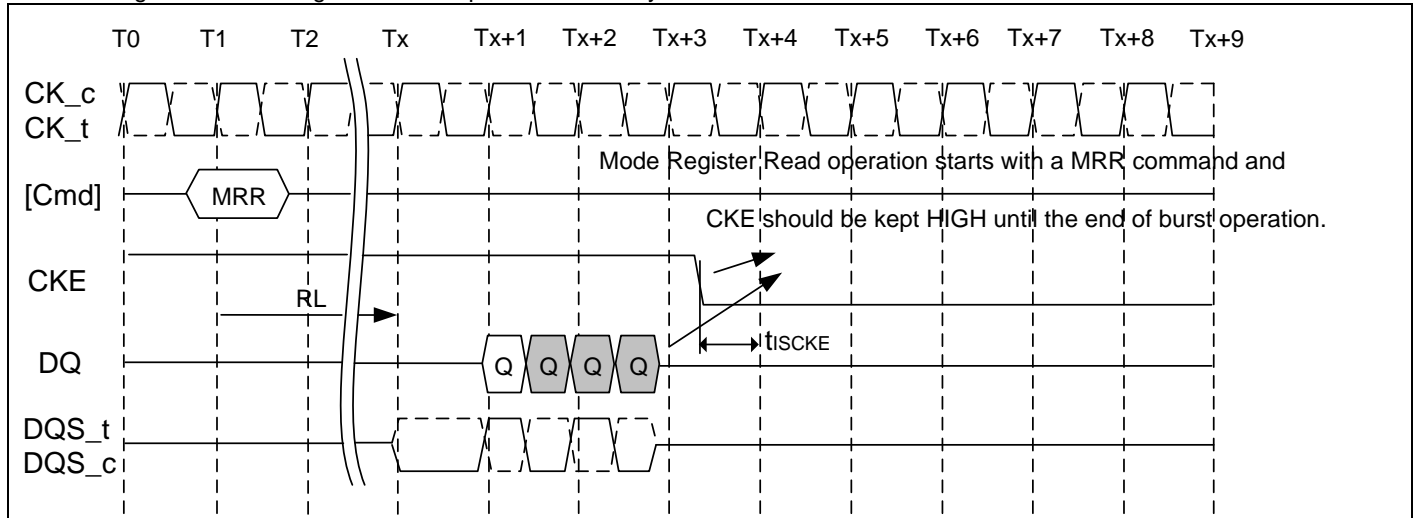 T0 T1 T2 Tx Tx+1 Tx+2 Tx+3 Tx+4 Tx+5 Tx+6 Tx+7 Tx+8 Tx+9
CK_c
CK_t
Mode Register Read operation starts with a MRR command and
[Cmd] MRR
CKE should be kept HIGH until the end of burst operation.
CKE
RL
tISCKE
DQ Q Q Q Q
DQS_t
DQS_c